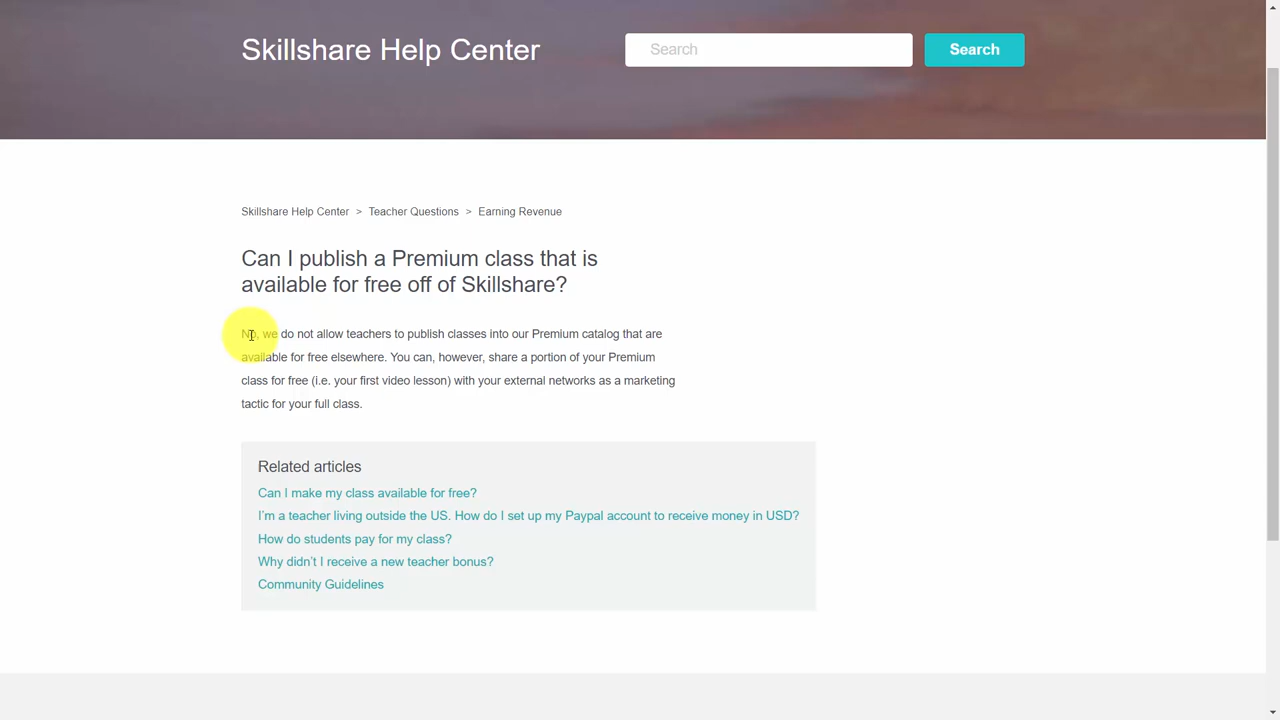 Skillshare Help Center
Search
Search
Skillshare Help Center > Teacher Questions > Earning Revenue
Can I publish a Premium class that is
available for free off of Skillshare?
No, we do not allow teachers to publish classes into our Premium catalog that are
available for free elsewhere. You can, however, share a portion of your Premium
class for free (i.e. your first video lesson) with your external networks as a marketing
tactic for your full class.
Related articles
Can I make my class available for free?
I'm a teacher living outside the US. How do I set up my Paypal account to receive money in USD?
How do students pay for my class?
Why didn't I receive a new teacher bonus?
Community Guidelines